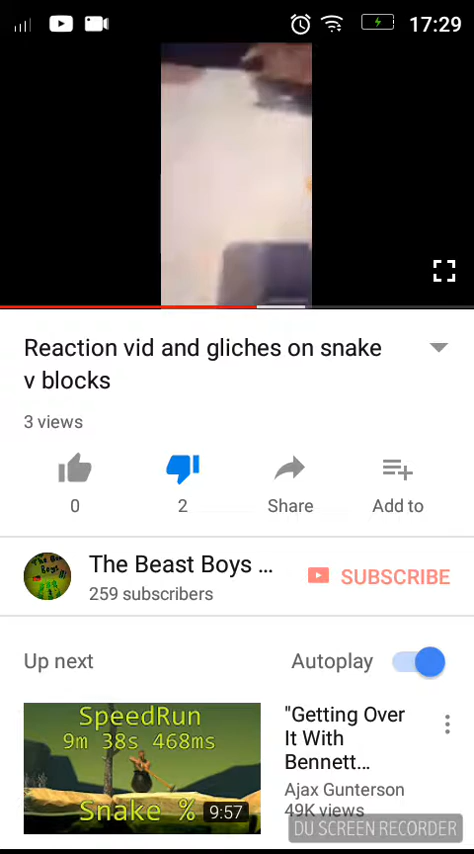 17:29
Reaction vid and gliches on snake
v blocks
3 views
0
2
Share
Add to
The Beast Boys ...
259 subscribers
SUBSCRIBE
Up next
Autoplay
SpeedRun
9m 38s 468ms
Snake %
9:57
"Getting Over
It With
Bennett...
Ajax Gunterson
49K views
DU SCREEN RECORDER